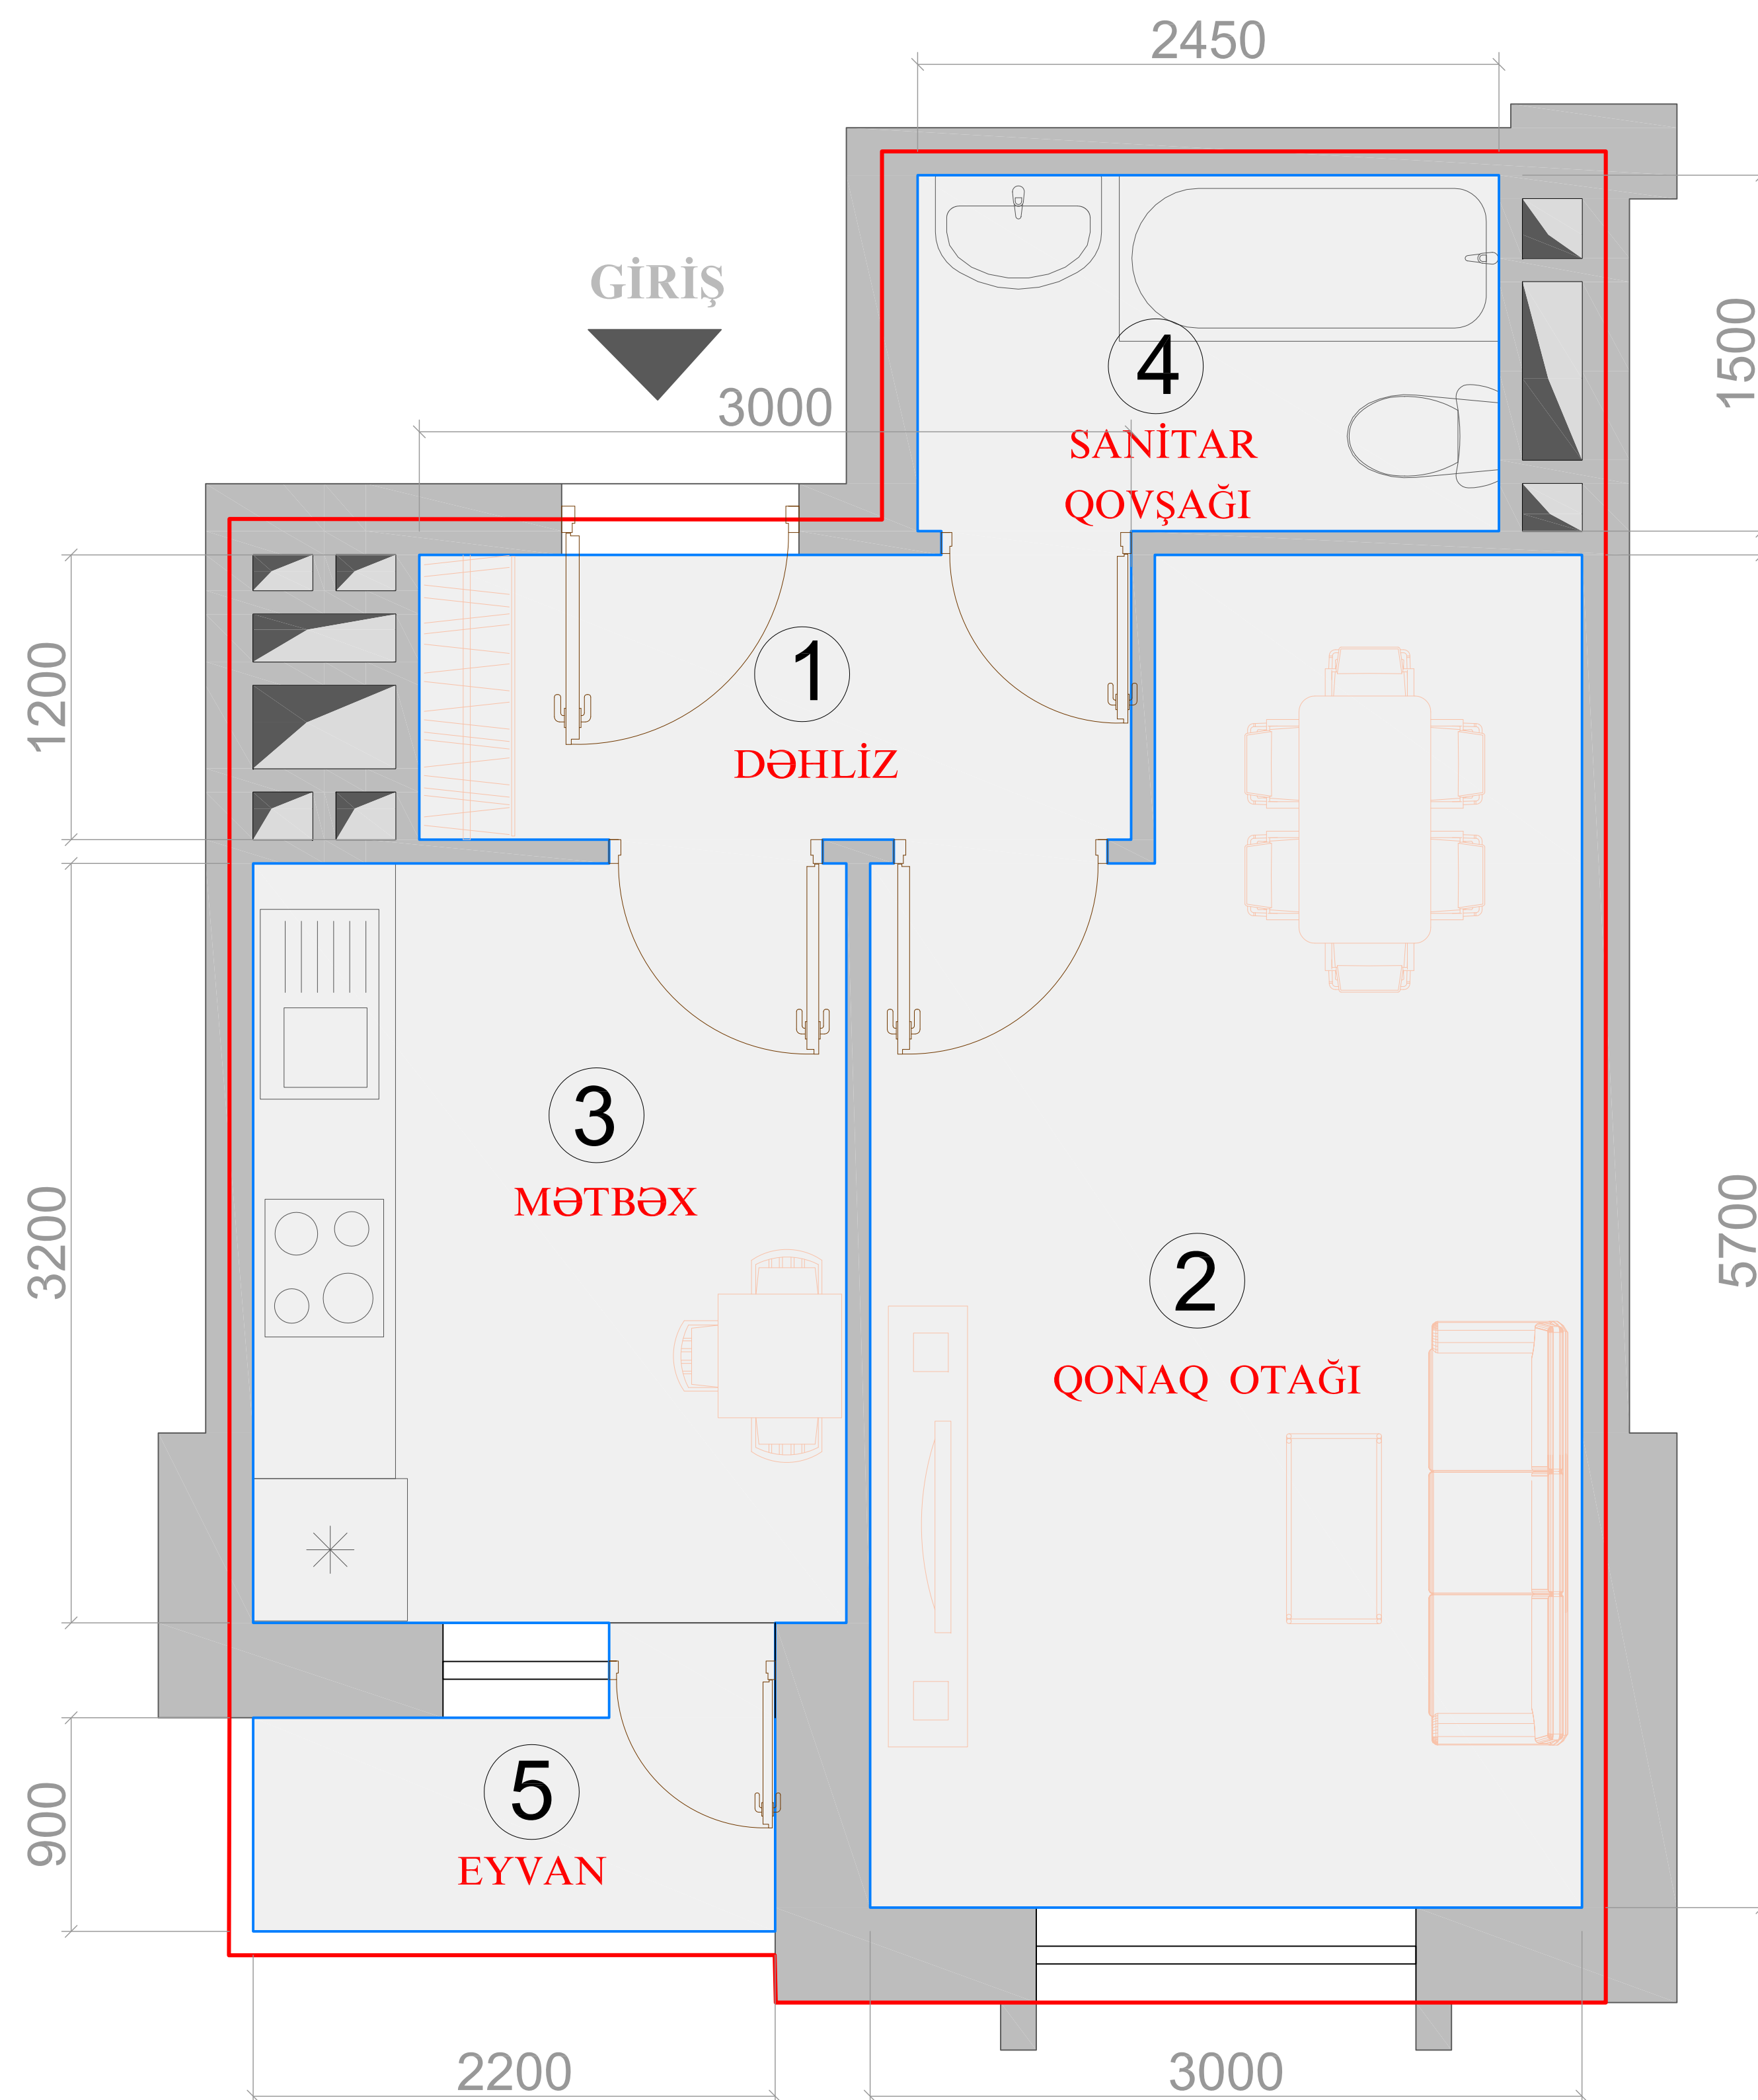 2450
GİRİŞ
3000
1500
4
SANİTAR
QOVŞAĞI
1
DƏHLİZ
1200
3
MƏTBƏX
3200
2
QONAQ OTAĞI
5700
5
EYVAN
900
2200
3000